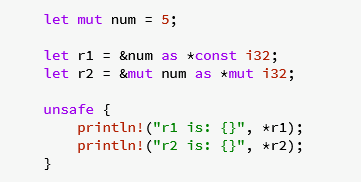 let mut num = 5;
let r1 = &num as *const i32;
let r2 = &mut num as *mut i32;
unsafe {
println!("r1 is: {}", *r1);
println!("r2 is: {}", *r2);
}